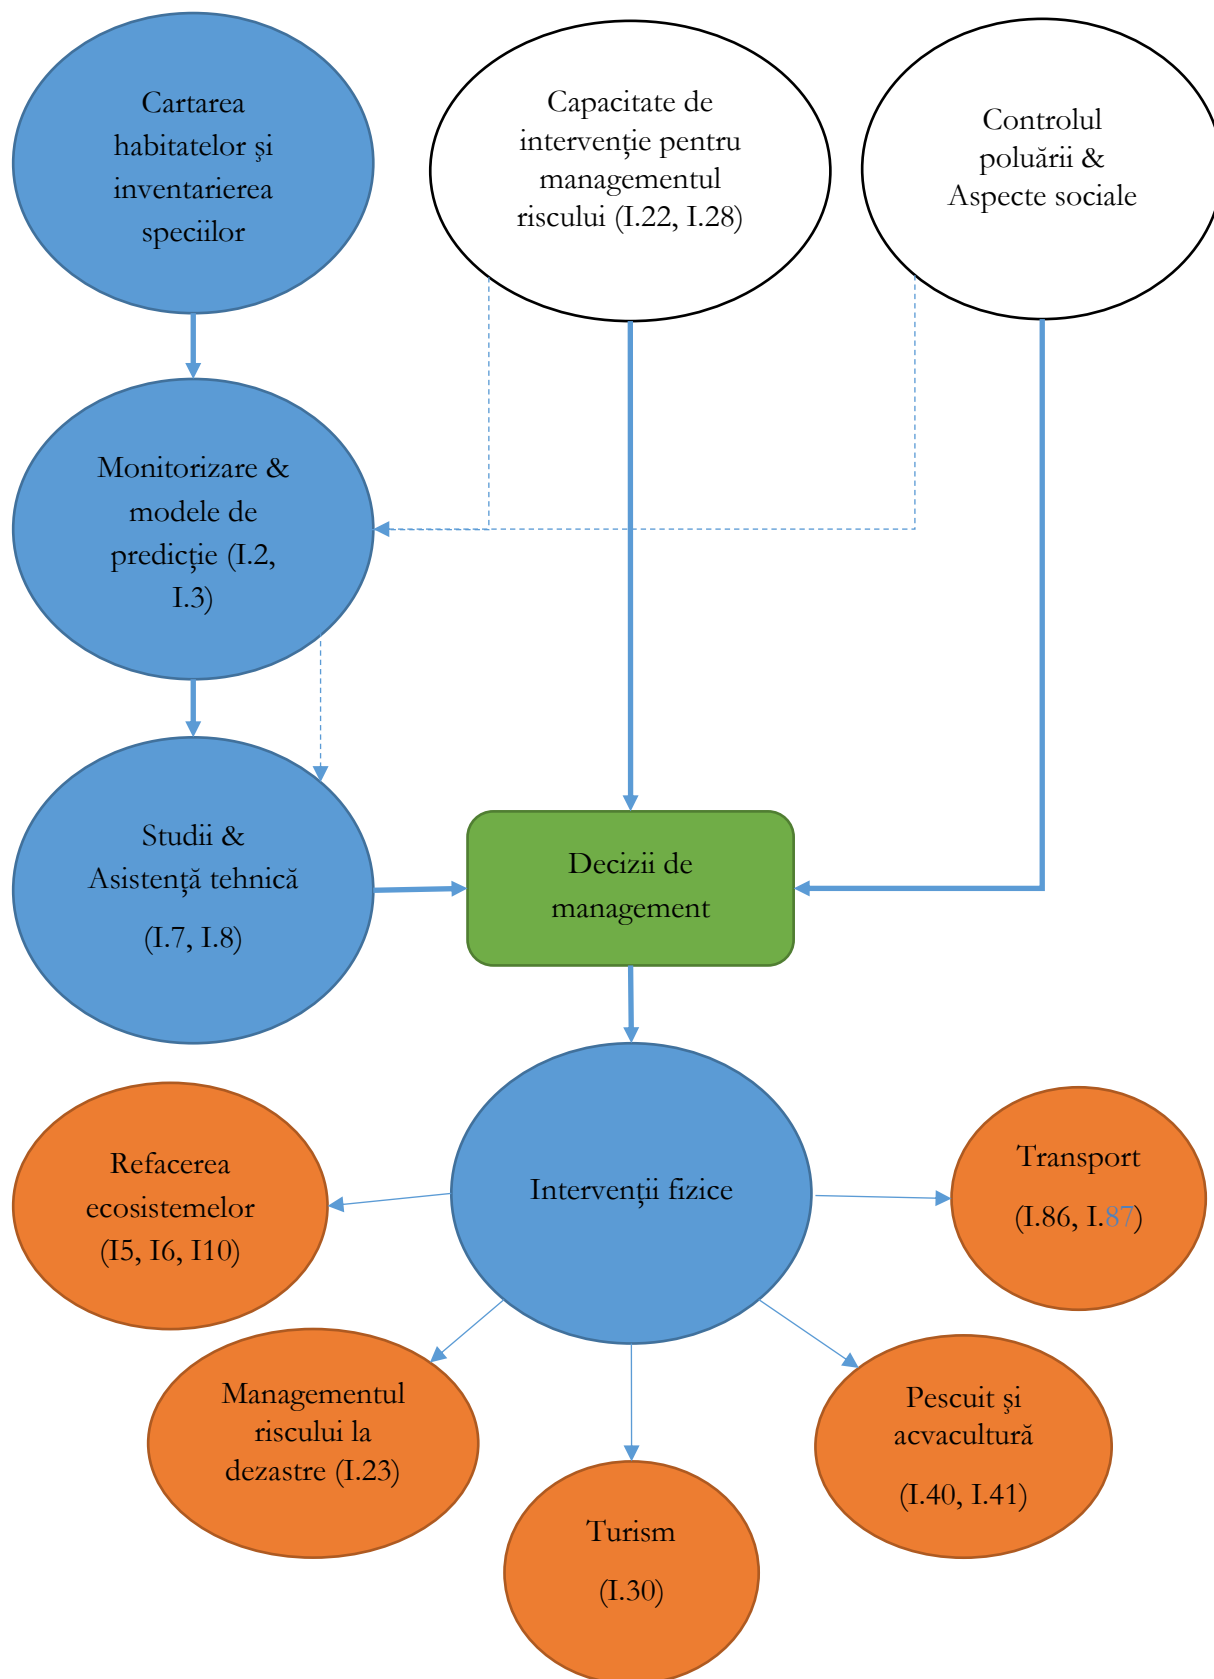 Cartarea
habitatelor şi
inventarierea
speciilor
Capacitate de
intervenţie pentru
managementul
riscului (I.22, I.28)
Controlul
poluării &
Aspecte sociale
Monitorizare &
modele de
predicţie (I.2,
I.3)
Studii &
Asistenţă tehnică
(I.7, I.8)
Decizii de
management
Intervenţii fizice
Refacerea
ecosistemelor
(I5, I6, I10)
Transport
(I.86, I.87)
Managementul
riscului la
dezastre (I.23)
Pescuit şi
acvacultură
(I.40, I.41)
Turism
(I.30)